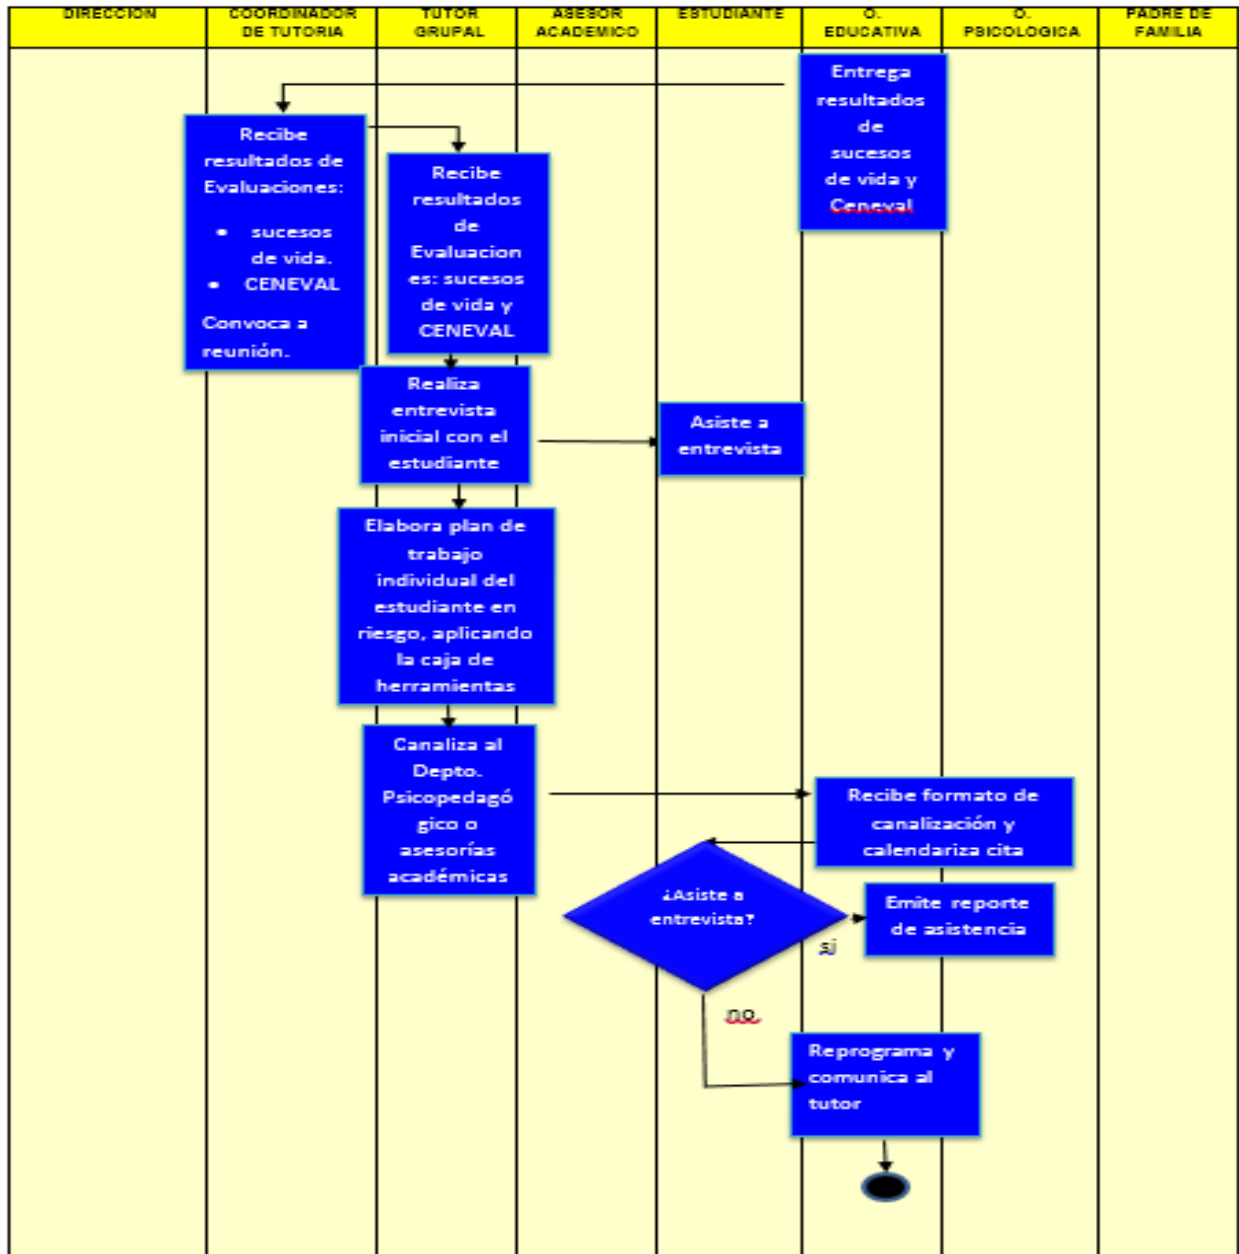 DIRECCION
COORDINADOR
DE TUTORIA
TUTOR
GRUPAL
ASESOR
ACADEMICO
ESTUDIANTE
O.
EDUCATIVA
O.
PSICOLOGICA
PADRE DE
FAMILIA
Entrega
resultados
de
sucesos
de vida y
Ceneval
Recibe
resultados de
Evaluaciones:
• sucesos
de vida.
• CENEVAL
Convoca a
reunión.
Recibe
resultados
de
Evaluacion
es: sucesos
de vida y
CENEVAL
Realiza
entrevista
inicial con el
estudiante
Asiste a
entrevista
Elabora plan de
trabajo
individual del
estudiante en
riesgo, aplicando
la caja de
herramientas
Canaliza al
Depto.
Psicopedagó
gico o
asesorías
académicas
Recibe formato de
canalización y
calendariza cita
¿Asiste a
entrevista?
si
Emite reporte
de asistencia
no
Reprograma y
comunica al
tutor